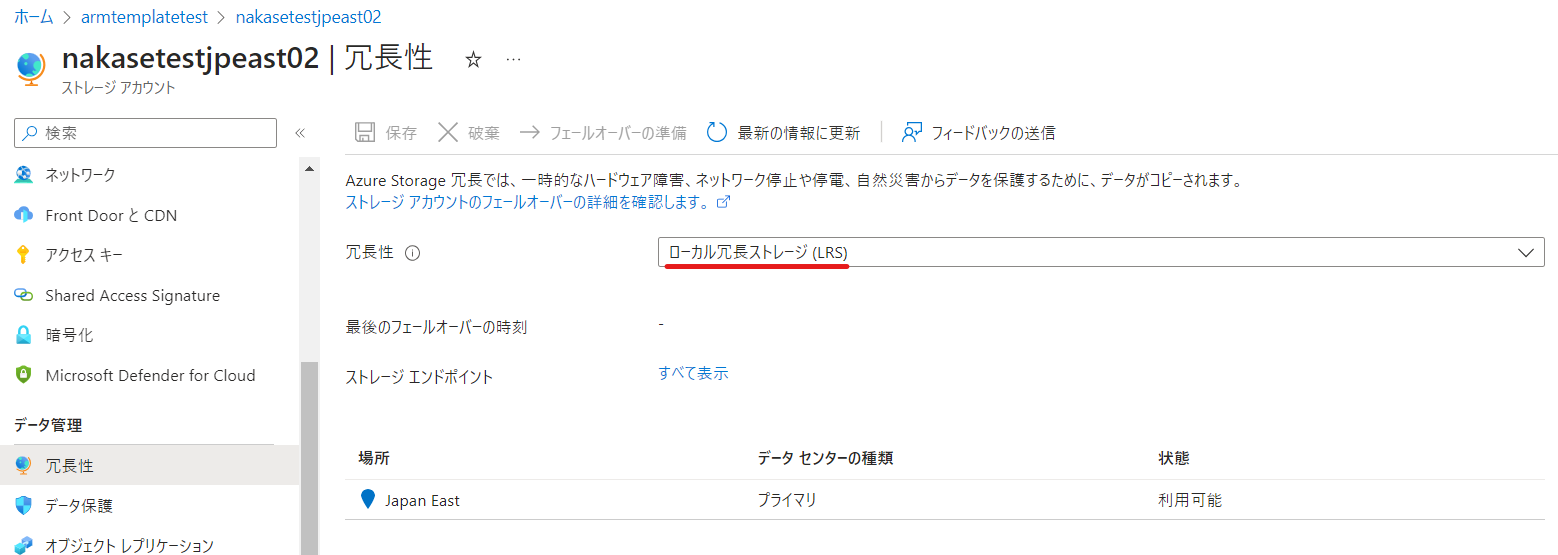 ホーム > armtemplatetest > nakasetestjpeast02
nakasetestjpeast02 | 冗長性 ☆ …
ストレージ アカウント
検索 «
ネットワーク
Front Door と CDN
アクセス キー
Shared Access Signature
暗号化
Microsoft Defender for Cloud
データ管理
冗長性
データ保護
オブジェクト レプリケーション
保存 破棄 フェールオーバーの準備 最新の情報に更新 フィードバックの送信
Azure Storage 冗長では、一時的なハードウェア障害、ネットワーク停止や停電、自然災害からデータを保護するために、データがコピーされます。
ストレージ アカウントのフェールオーバーの詳細を確認します。
冗長性 ローカル冗長ストレージ (LRS)
最後のフェールオーバーの時刻 -
ストレージ エンドポイント すべて表示
場所 データ センターの種類 状態
Japan East プライマリ 利用可能